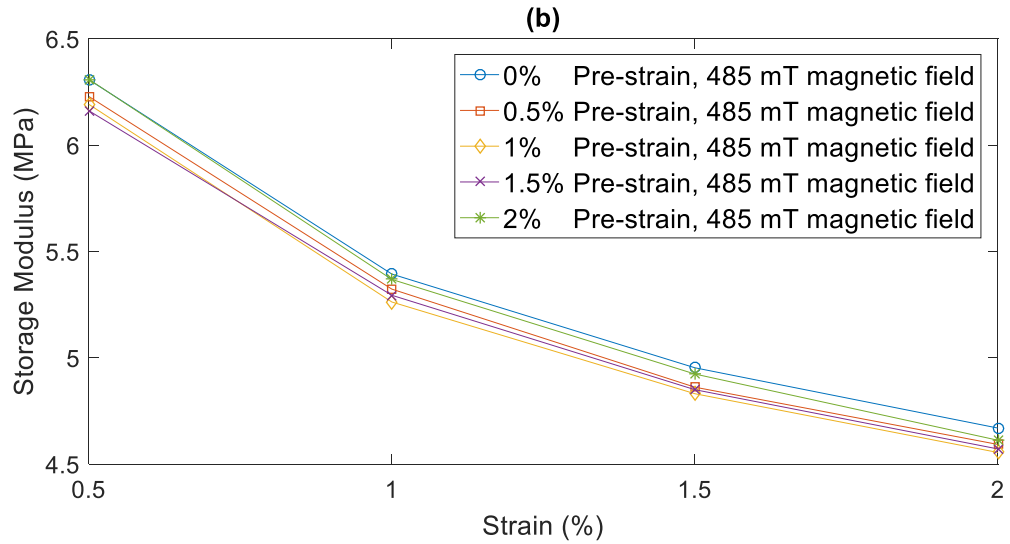 (b)
6.5
6
5.5
5
4.5
Storage Modulus (MPa)
0% Pre-strain, 485 mT magnetic field
0.5% Pre-strain, 485 mT magnetic field
1% Pre-strain, 485 mT magnetic field
1.5% Pre-strain, 485 mT magnetic field
2% Pre-strain, 485 mT magnetic field
0.5 1 1.5 2
Strain (%)